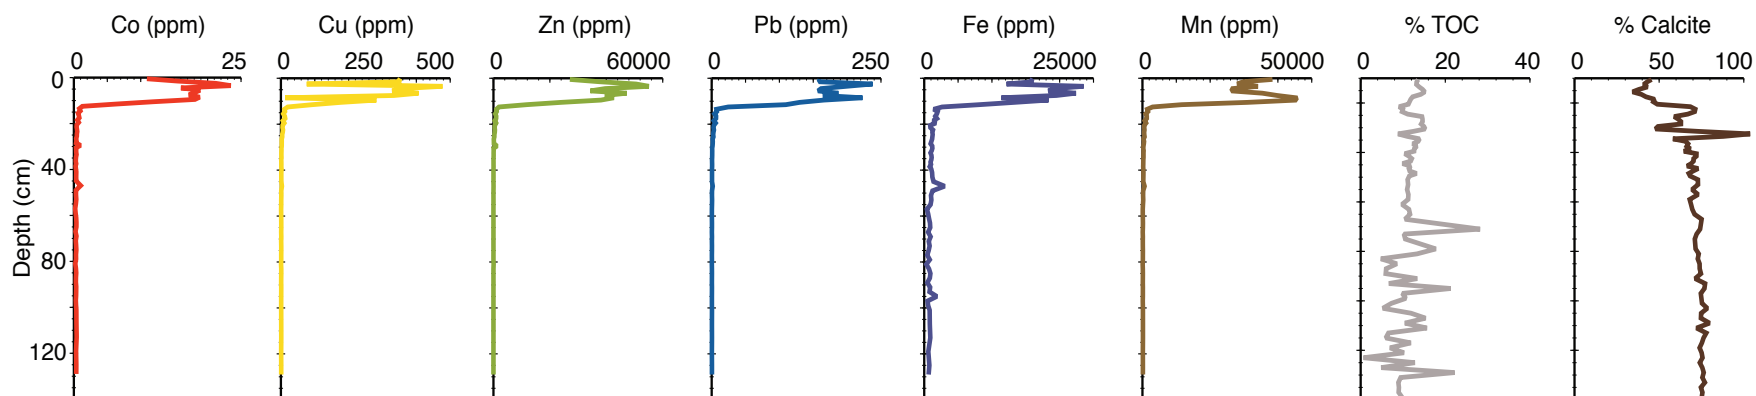 Co (ppm) Cu (ppm) Zn (ppm) Pb (ppm) Fe (ppm) Mn (ppm) % TOC % Calcite
0 25 0 250 500 0 60000 0 250 0 25000 0 50000 0 20 40 0 50 100
0
40
80
120
Depth (cm)